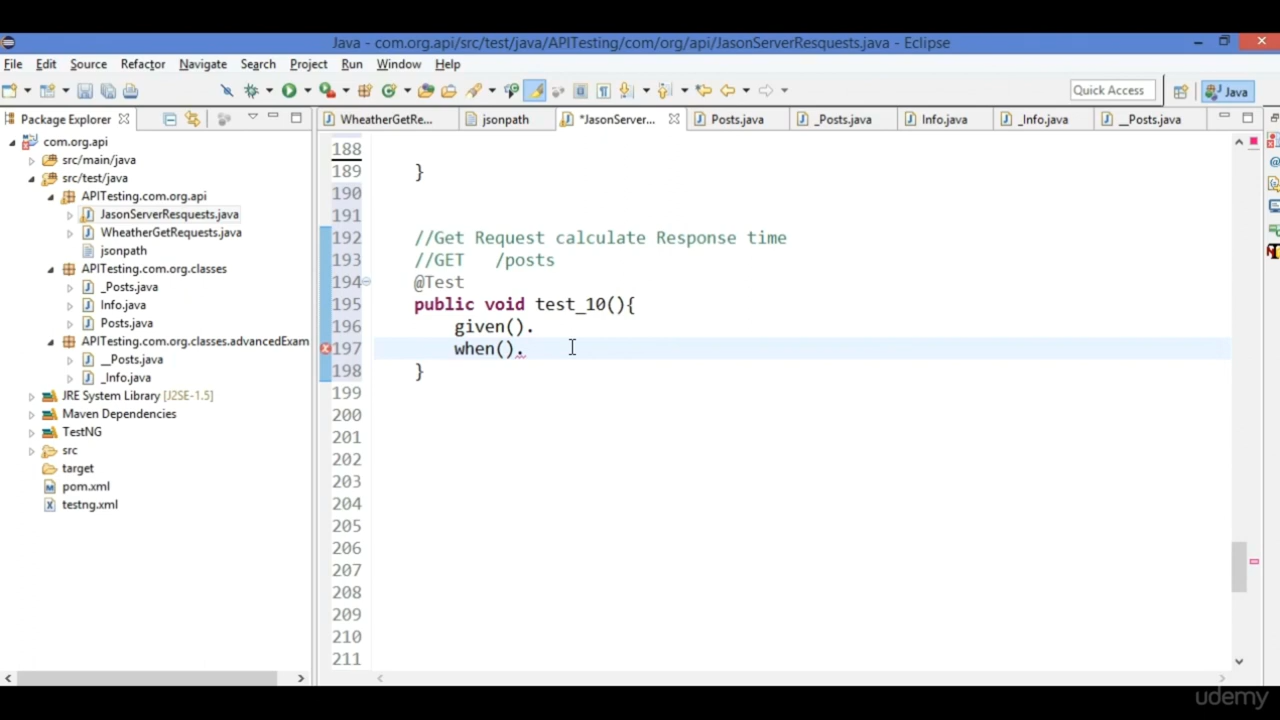 Java - com.org.api/src/test/java/APITesting/com/org/api/JasonServerResquests.java - Eclipse
File Edit Source Refactor Navigate Search Project Run Window Help
Quick Access
Java
Package Explorer
WheatherGetRe...
jsonpath
*JasonServer...
Posts.java
_Posts.java
Info.java
_Info.java
__Posts.java
com.org.api
src/main/java
src/test/java
APITesting.com.org.api
JasonServerResquests.java
WheatherGetRequests.java
jsonpath
APITesting.com.org.classes
_Posts.java
Info.java
Posts.java
APITesting.com.org.classes.advancedExam
__Posts.java
_Info.java
JRE System Library [J2SE-1.5]
Maven Dependencies
TestNG
src
target
pom.xml
testng.xml
188
189 }
190
191
192 //Get Request calculate Response time
193 //GET /posts
194 @Test
195 public void test_10(){
196 given().
197 when().
198 }
199
200
201
202
203
204
205
206
207
208
209
210
211
udemy